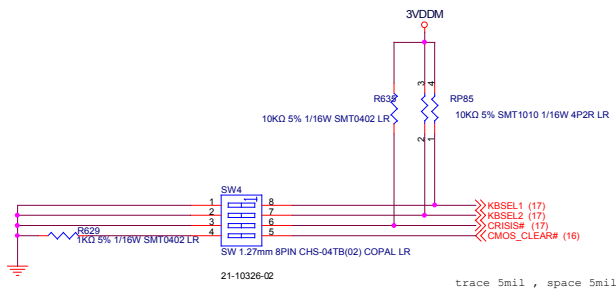 3VDDM
R635
RP85
3 4
10KΩ 5% 1/16W SMT0402 LR
10KΩ 5% SMT1010 1/16W 4P2R LR
2 1
SW4
1 8 KBSEL1 (17)
2 7 KBSEL2 (17)
3 6 CRISIS# (17)
4 5 CMOS_CLEAR# (16)
R629
1KΩ 5% 1/16W SMT0402 LR
SW 1.27mm 8PIN CHS-04TB(02) COPAL LR
21-10326-02
trace 5mil , space 5mil